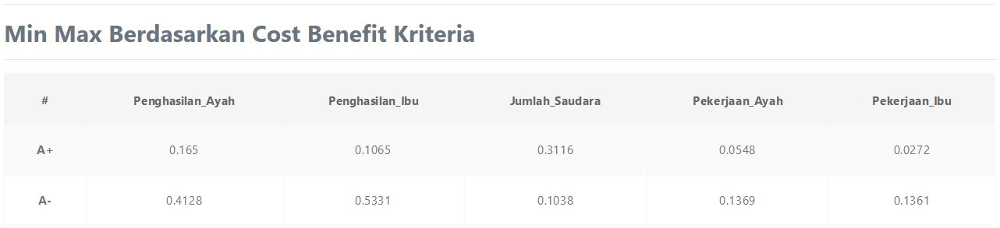 Min Max Berdasarkan Cost Benefit Kriteria
# Penghasilan_Ayah Penghasilan_Ibu Jumlah_Saudara Pekerjaan_Ayah Pekerjaan_Ibu
A+ 0.165 0.1065 0.3116 0.0548 0.0272
A- 0.4128 0.5331 0.1038 0.1369 0.1361